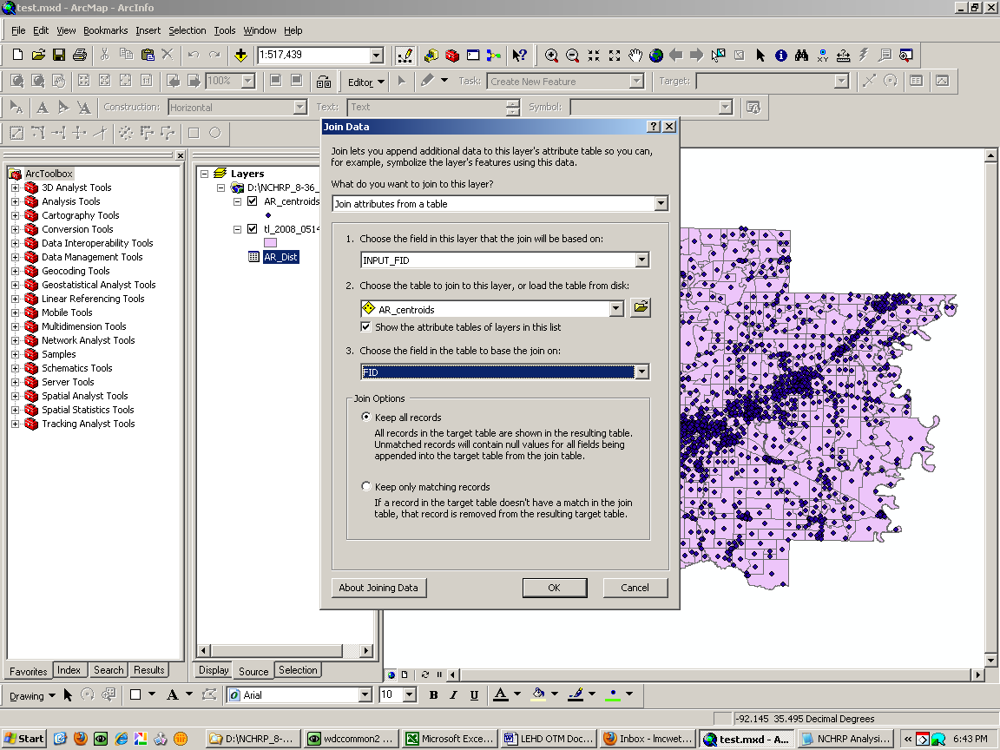 test.mxd - ArcMap - ArcInfo
File Edit View Bookmarks Insert Selection Tools Window Help
1:517,439
100% Editor Task: Create New Feature Target:
Construction: Horizontal Text: Text Symbol:
Join Data
Join lets you append additional data to this layer's attribute table so you can,
for example, symbolize the layer's features using this data.
What do you want to join to this layer?
Join attributes from a table
1. Choose the field in this layer that the join will be based on:
INPUT_FID
2. Choose the table to join to this layer, or load the table from disk:
AR_centroids
Show the attribute tables of layers in this list
3. Choose the field in the table to base the join on:
FID
Join Options
Keep all records
All records in the target table are shown in the resulting table.
Unmatched records will contain null values for all fields being
appended into the target table from the join table.
Keep only matching records
If a record in the target table doesn't have a match in the join
table, that record is removed from the resulting target table.
About Joining Data OK Cancel
ArcToolbox
3D Analyst Tools
Analysis Tools
Cartography Tools
Conversion Tools
Data Interoperability Tools
Data Management Tools
Geocoding Tools
Geostatistical Analyst Tools
Linear Referencing Tools
Mobile Tools
Multidimension Tools
Network Analyst Tools
Samples
Schematics Tools
Server Tools
Spatial Analyst Tools
Spatial Statistics Tools
Tracking Analyst Tools
Favorites Index Search Results
Layers
D:\NCHRP_8-36_
AR_centroids
tl_2008_0514
AR_Dist
Display Source Selection
Drawing A Arial 10 B I U A
-92.145 35.495 Decimal Degrees
Start D:\NCHRP_8-... wdccommon2 ... Microsoft Exce... LEHD OTM Doc... Inbox - lmcwet... test.mxd - A... NCHRP Analysi... « 6:43 PM